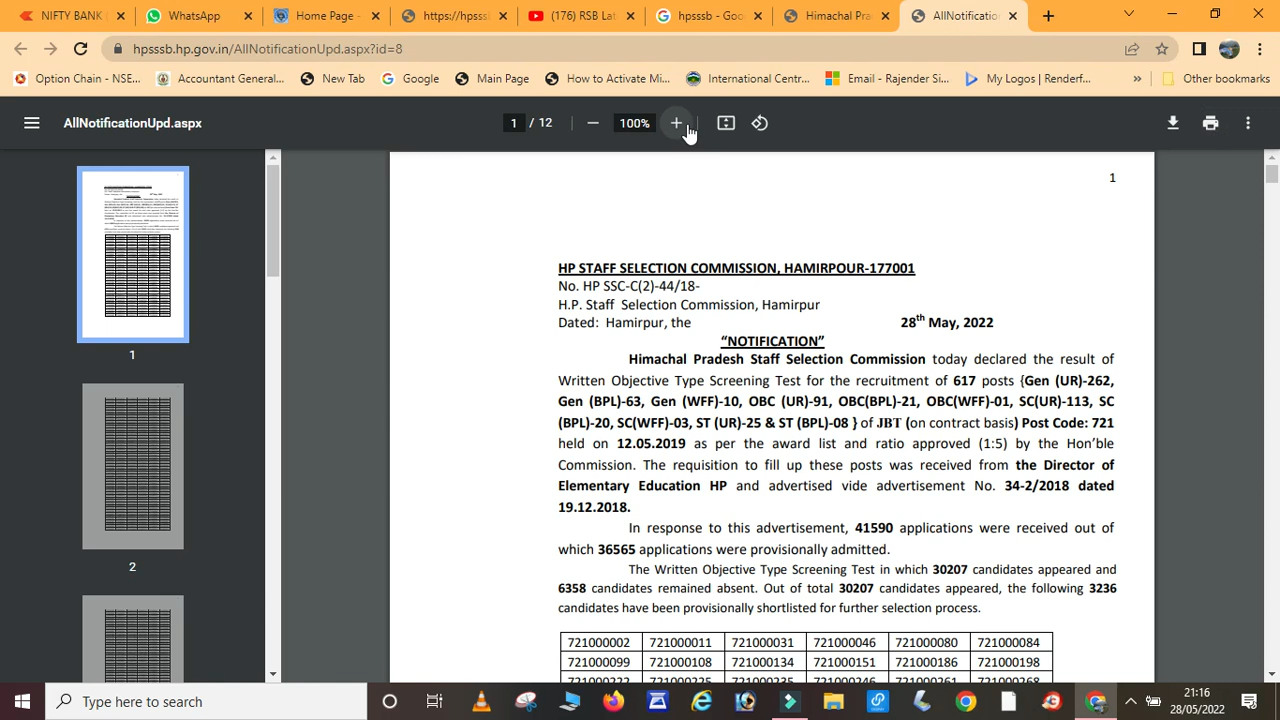 NIFTY BANK
WhatsApp
Home Page -
https://hpsssb
(176) RSB La
hpsssb - Goo
Himachal Pra
AllNotification
hpsssb.hp.gov.in/AllNotificationUpd.aspx?id=8
Option Chain - NSE...
Accountant General...
New Tab
Google
Main Page
How to Activate Mi...
International Centr...
Email - Rajender Si...
My Logos | Renderf...
»
Other bookmarks
AllNotificationUpd.aspx
1 / 12
100%
1
2
1
HP STAFF SELECTION COMMISSION, HAMIRPOUR-177001
No. HP SSC-C(2)-44/18-
H.P. Staff Selection Commission, Hamirpur
Dated: Hamirpur, the 28th May, 2022
“NOTIFICATION”
Himachal Pradesh Staff Selection Commission today declared the result of
Written Objective Type Screening Test for the recruitment of 617 posts {Gen (UR)-262,
Gen (BPL)-63, Gen (WFF)-10, OBC (UR)-91, OBC(BPL)-21, OBC(WFF)-01, SC(UR)-113, SC
(BPL)-20, SC(WFF)-03, ST (UR)-25 & ST (BPL)-08 } of JBT (on contract basis) Post Code: 721
held on 12.05.2019 as per the award list and ratio approved (1:5) by the Hon’ble
Commission. The requisition to fill up these posts was received from the Director of
Elementary Education HP and advertised vide advertisement No. 34-2/2018 dated
19.12.2018.
In response to this advertisement, 41590 applications were received out of
which 36565 applications were provisionally admitted.
The Written Objective Type Screening Test in which 30207 candidates appeared and
6358 candidates remained absent. Out of total 30207 candidates appeared, the following 3236
candidates have been provisionally shortlisted for further selection process.
721000002 721000011 721000031 721000046 721000080 721000084
721000099 721000108 721000134 721000151 721000186 721000198
Type here to search
21:16
28/05/2022